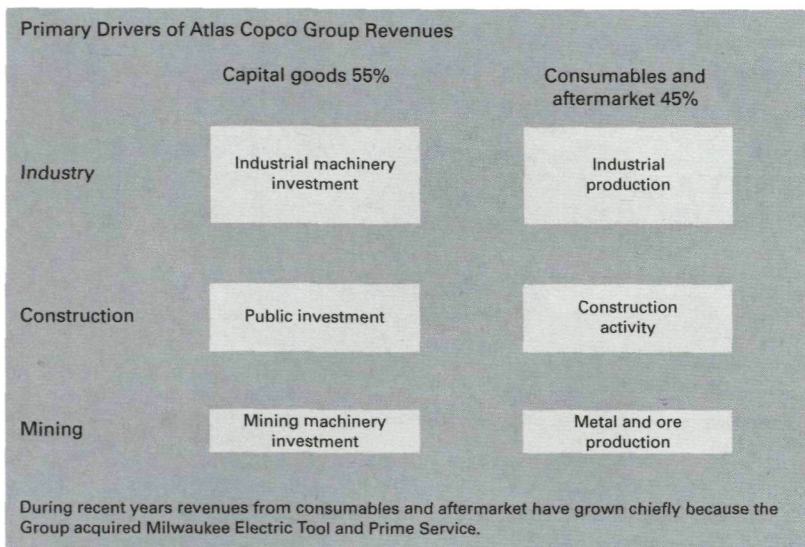 Primary Drivers of Atlas Copco Group Revenues
Capital goods 55%
Consumables and
aftermarket 45%
Industry
Industrial machinery
investment
Industrial
production
Construction
Public investment
Construction
activity
Mining
Mining machinery
investment
Metal and ore
production
During recent years revenues from consumables and aftermarket have grown chiefly because the
Group acquired Milwaukee Electric Tool and Prime Service.